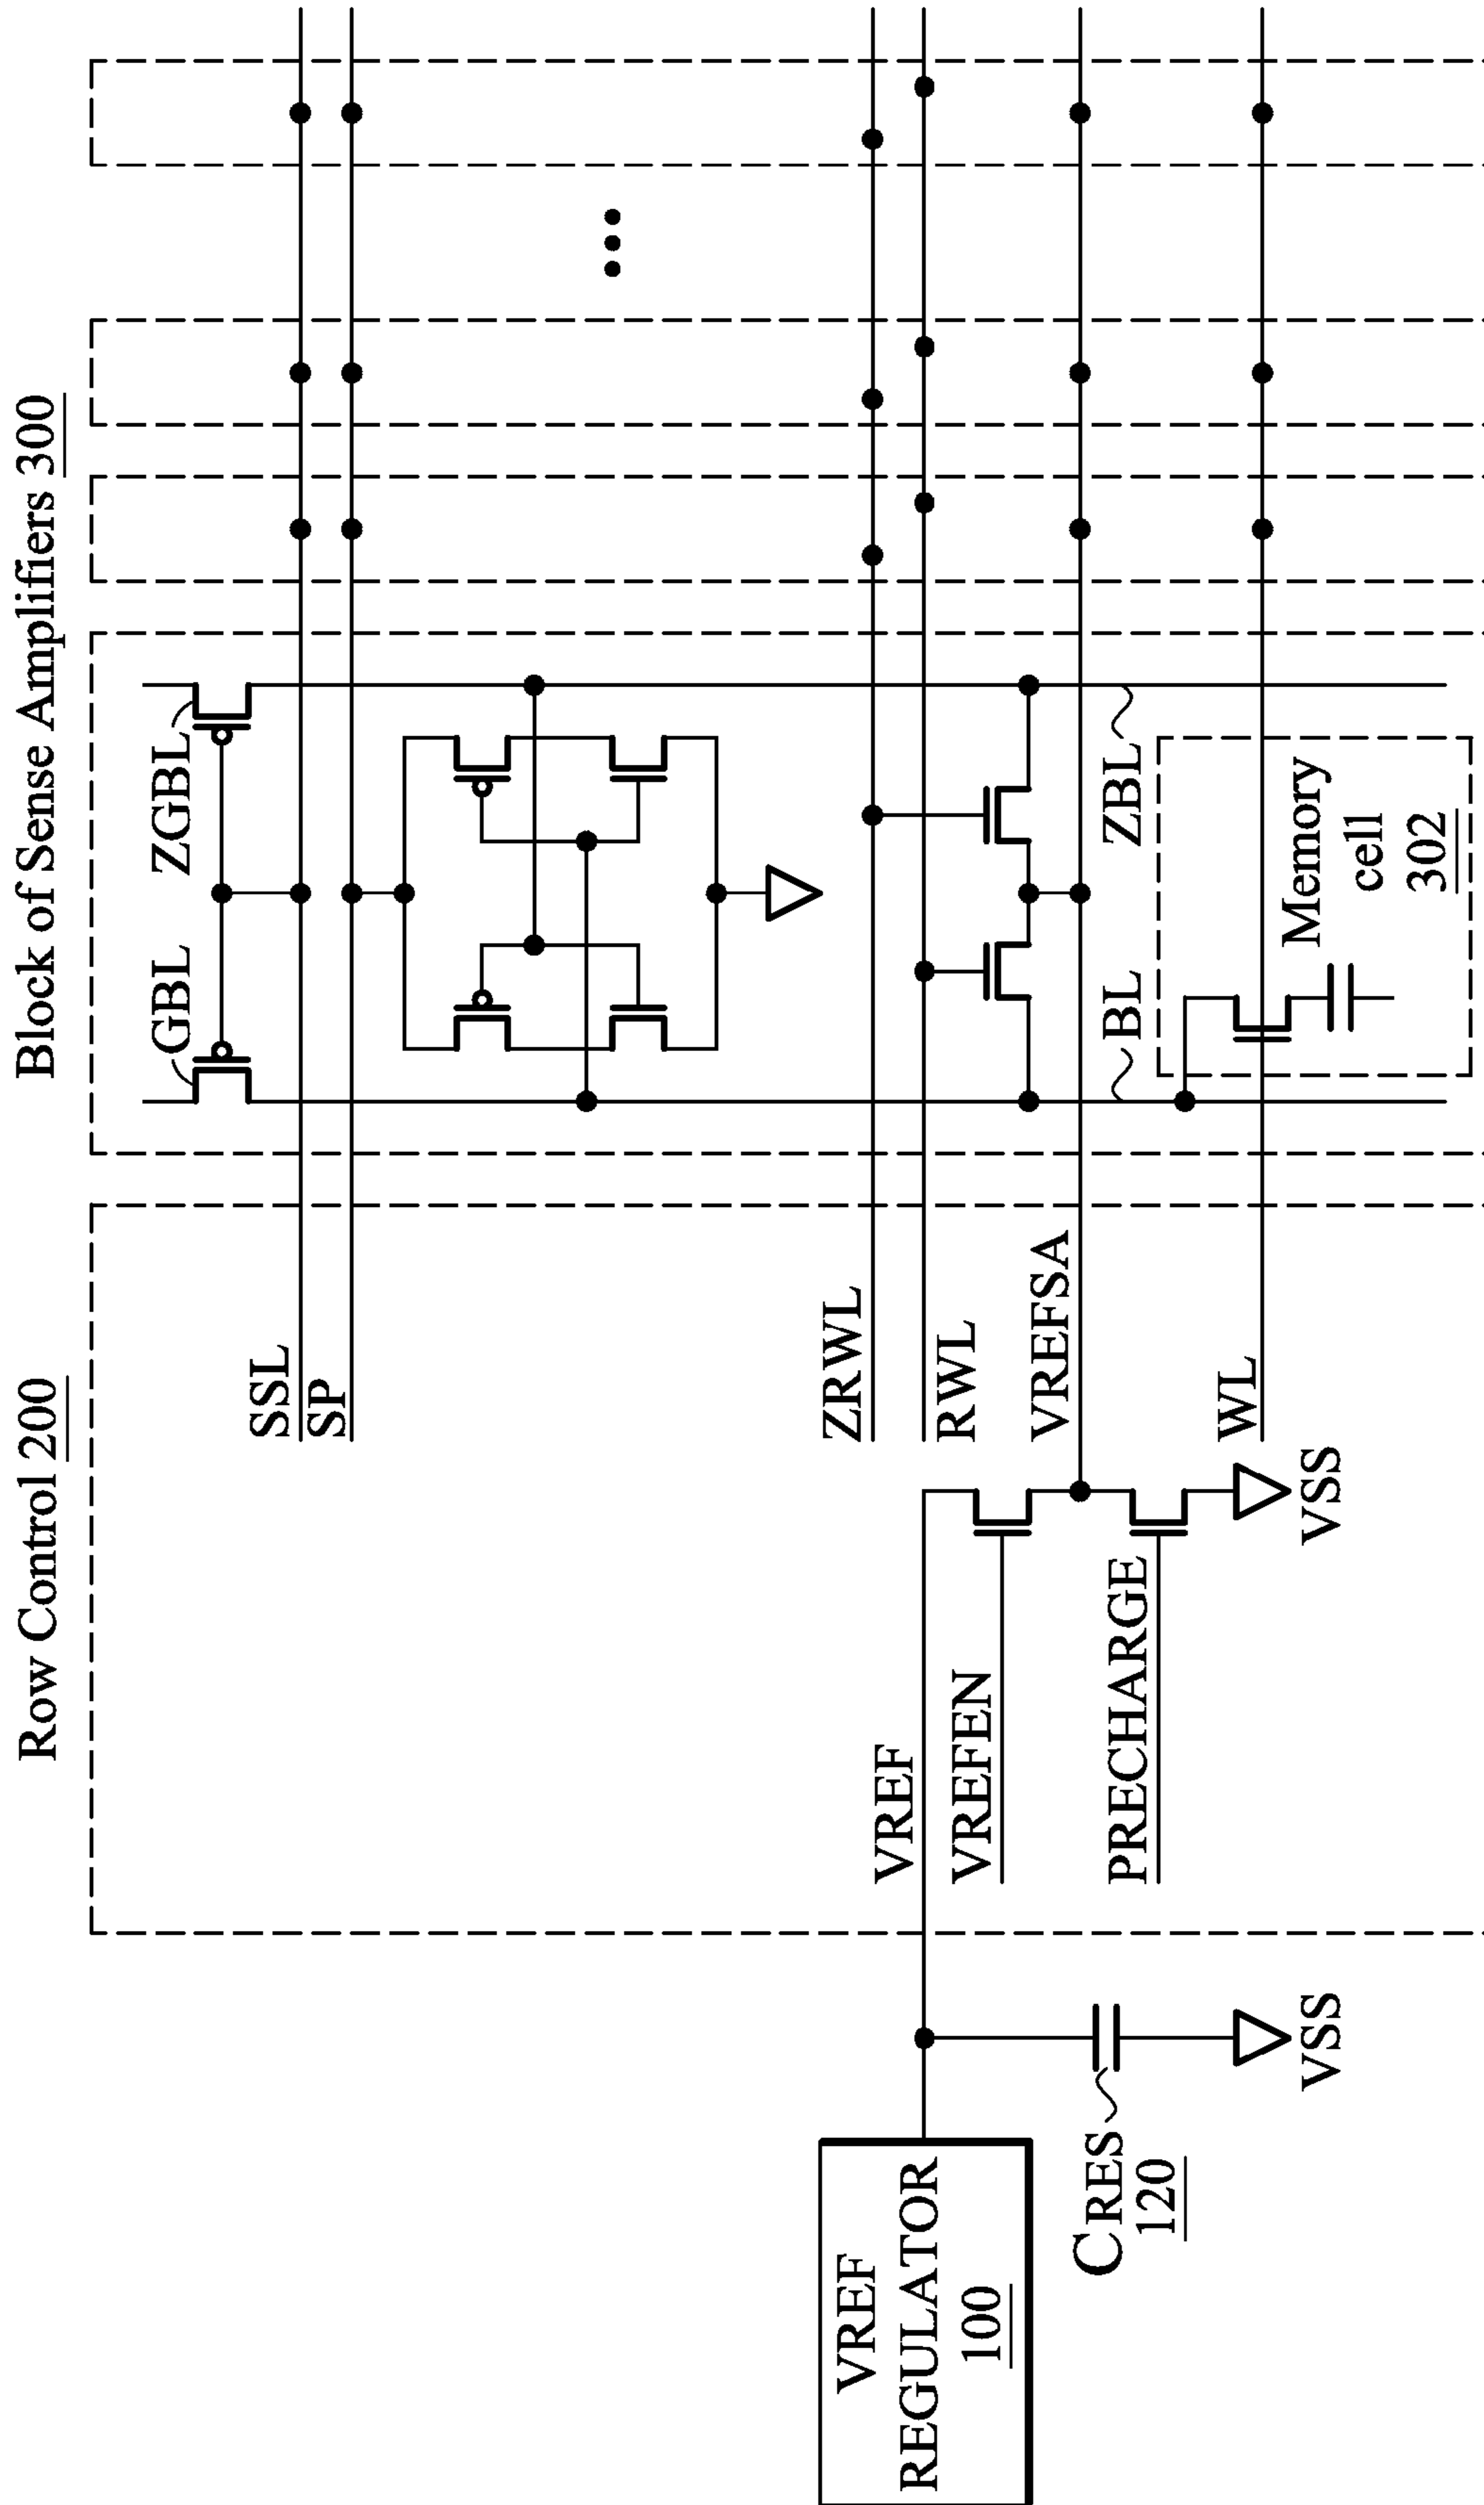 Row Control 200
Block of Sense Amplifiers 300
GBL
ZGBL
SSL
SP
ZRWL
RWL
VREFSA
WL
VREF
VREFEN
PRECHARGE
VSS
BL
ZBL
Memory
cell
302
VREF
REGULATOR
100
CRES
120
VSS